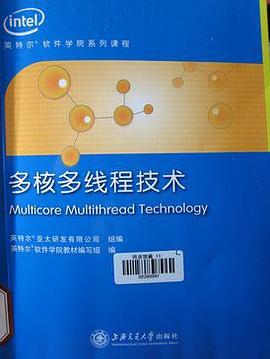 intel
英特尔® 软件学院系列课程
多核多线程技术
Multicore Multithread Technology
英特尔® 亚太研发有限公司 组编
英特尔® 软件学院教材编写组 编
上海交通大学出版社